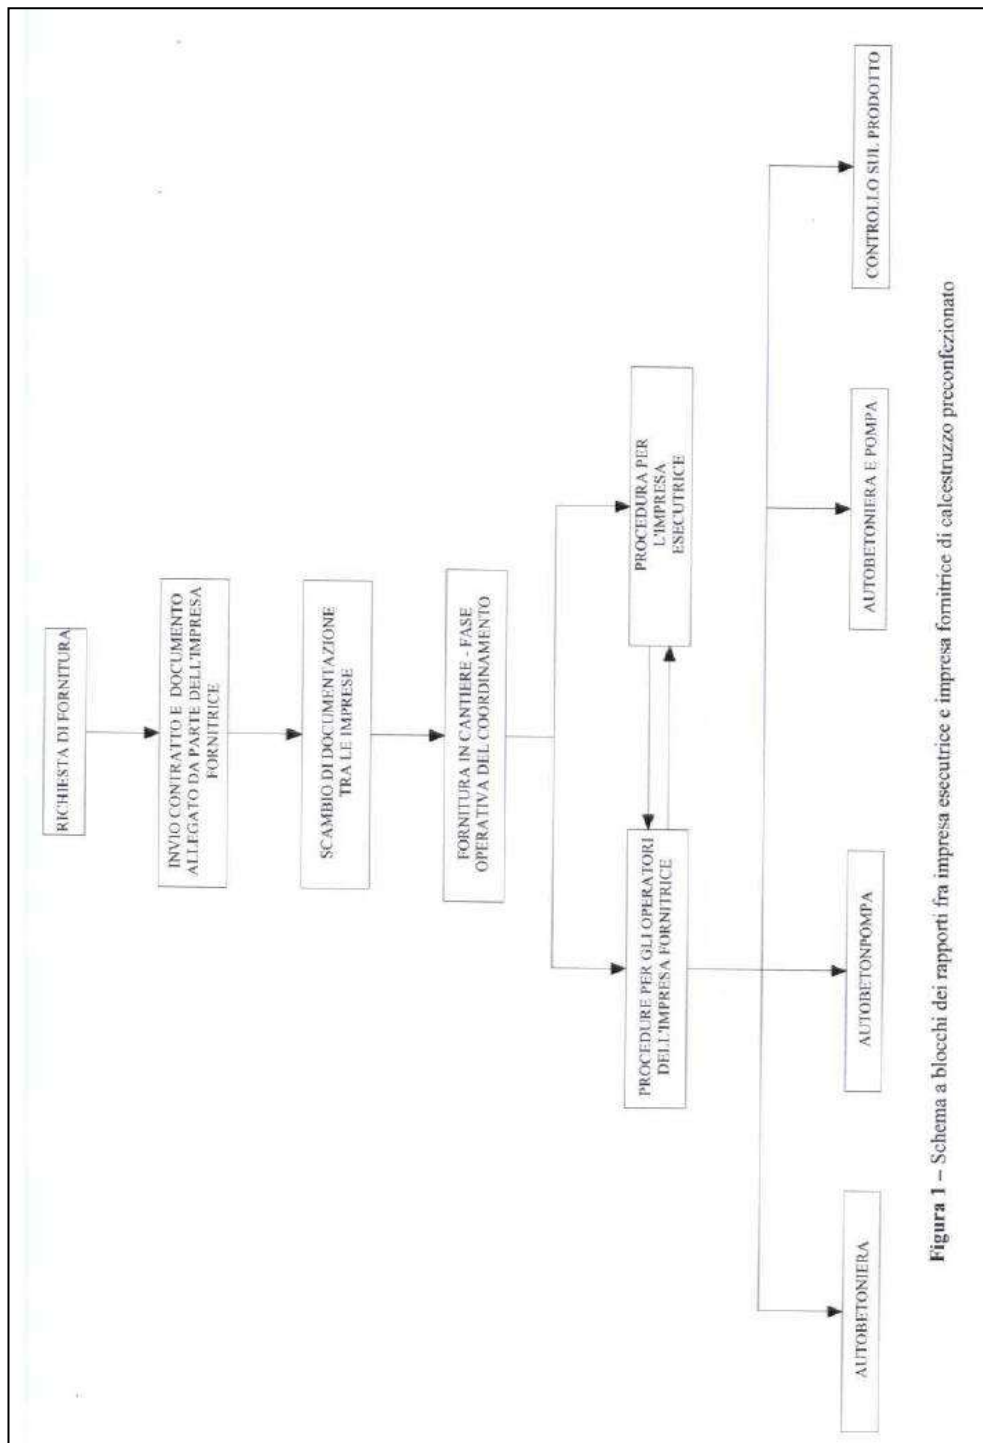 RICHIESTA DI FORNITURA
INVIO CONTRATTO E DOCUMENTO
ALLEGATO DA PARTE DELL'IMPRESA
FORNITRICE
SCAMBIO DI DOCUMENTAZIONE
TRA LE IMPRESE
FORNITURA IN CANTIERE - FASE
OPERATIVA DEL COORDINAMENTO
PROCEDURE PER GLI OPERATORI
DELL'IMPRESA FORNITRICE
PROCEDURA PER
L'IMPRESA
ESECUTRICE
AUTOBETONIERA
AUTOBETONPOMPA
AUTOBETONIERA E POMPA
CONTROLLO SUL PRODOTTO
Figura 1 – Schema a blocchi dei rapporti fra impresa esecutrice e impresa fornitrice di calcestruzzo preconfezionato